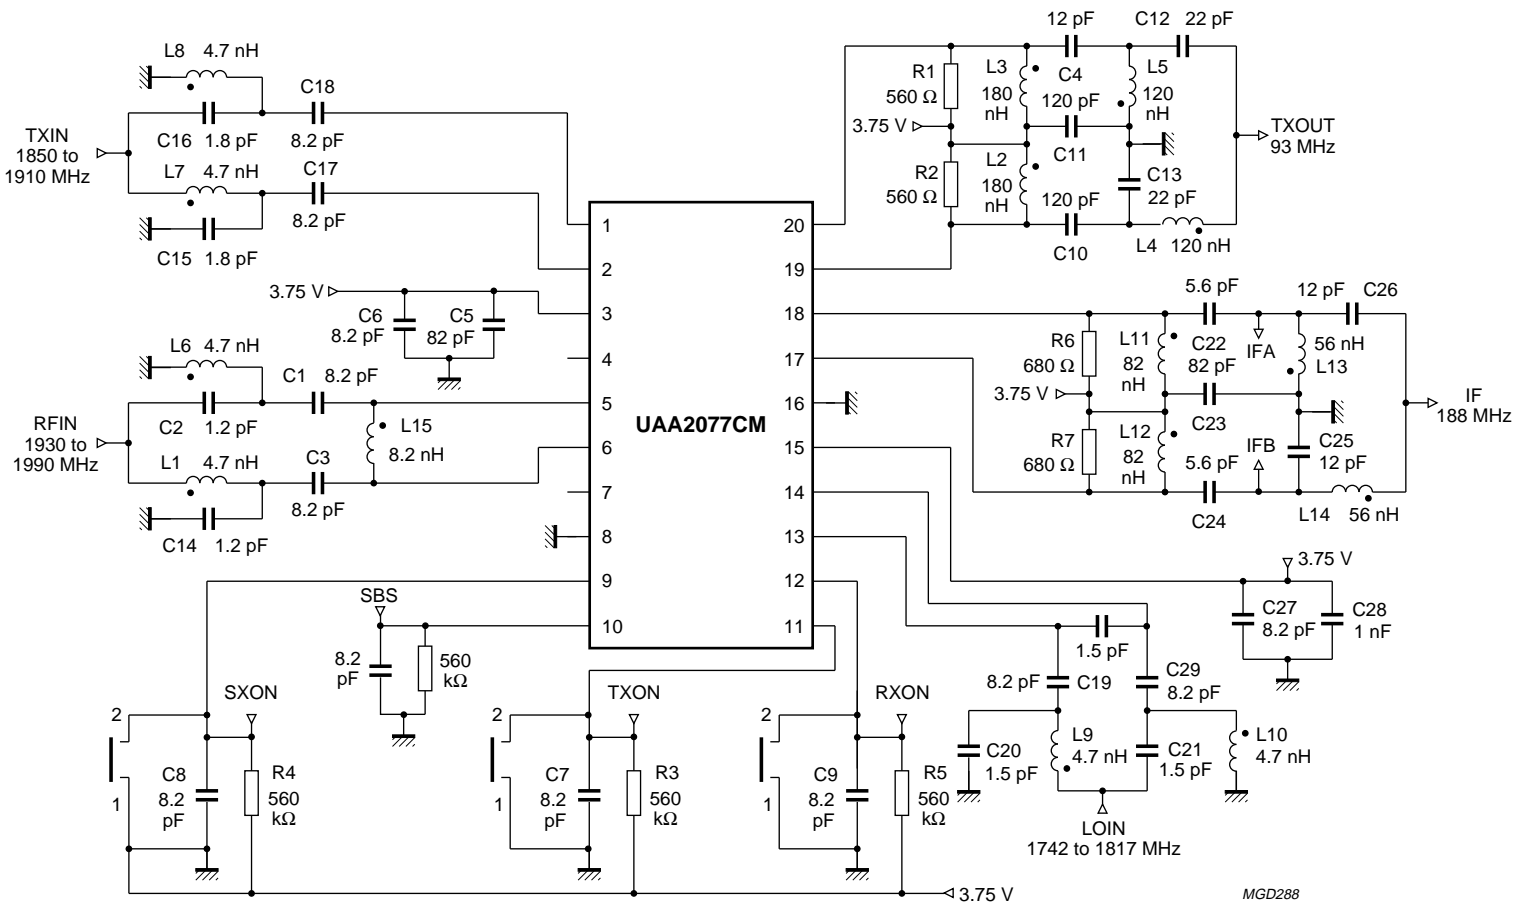 L8 4.7 nH
C18
TXIN
1850 to
1910 MHz
C16 1.8 pF
8.2 pF
L7 4.7 nH
C17
8.2 pF
C15 1.8 pF
3.75 V
C6
8.2 pF
C5
82 pF
L6 4.7 nH
C1 8.2 pF
RFIN
1930 to
1990 MHz
C2 1.2 pF
L15
8.2 nH
L1 4.7 nH
C3
8.2 pF
C14 1.2 pF
1
2
3
4
5
6
7
8
9
10
UAA2077CM
20
19
18
17
16
15
14
13
12
11
12 pF
C4
C12 22 pF
R1
560 Ω
L3
180
nH
L5
120
nH
120 pF
C11
3.75 V
TXOUT
93 MHz
R2
560 Ω
L2
180
nH
C13
22 pF
120 pF
C10
L4 120 nH
5.6 pF
C22
12 pF C26
IFA
R6
680 Ω
L11
82
nH
56 nH
L13
82 pF
C23
3.75 V
IF
188 MHz
R7
680 Ω
L12
82
nH
IFB
C25
12 pF
5.6 pF
C24
L14 56 nH
3.75 V
C27
8.2 pF
C28
1 nF
1.5 pF
8.2 pF C19
C29
8.2 pF
C20
1.5 pF
L9
4.7 nH
C21
1.5 pF
L10
4.7 nH
LOIN
1742 to 1817 MHz
SBS
8.2
pF
560
kΩ
SXON
2
1
C8
8.2
pF
R4
560
kΩ
TXON
2
1
C7
8.2
pF
R3
560
kΩ
RXON
2
1
C9
8.2
pF
R5
560
kΩ
3.75 V
MGD288